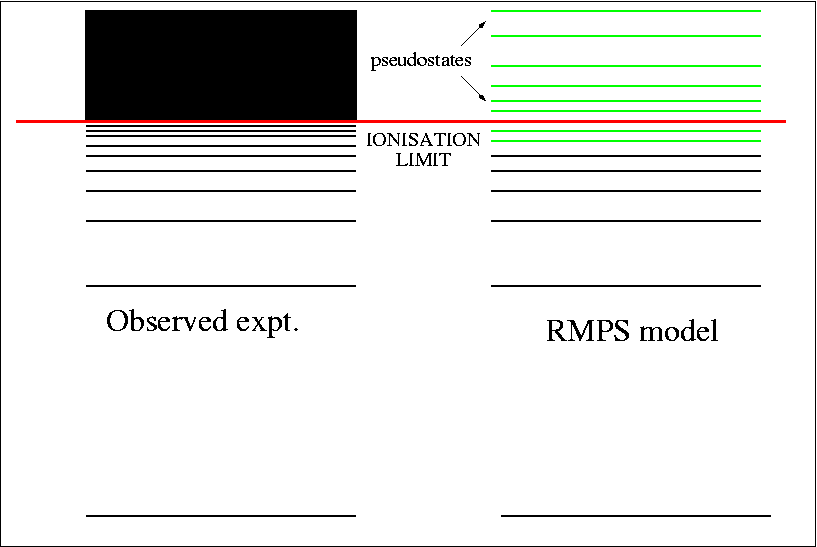 pseudostates
IONISATION
LIMIT
Observed expt.
RMPS model